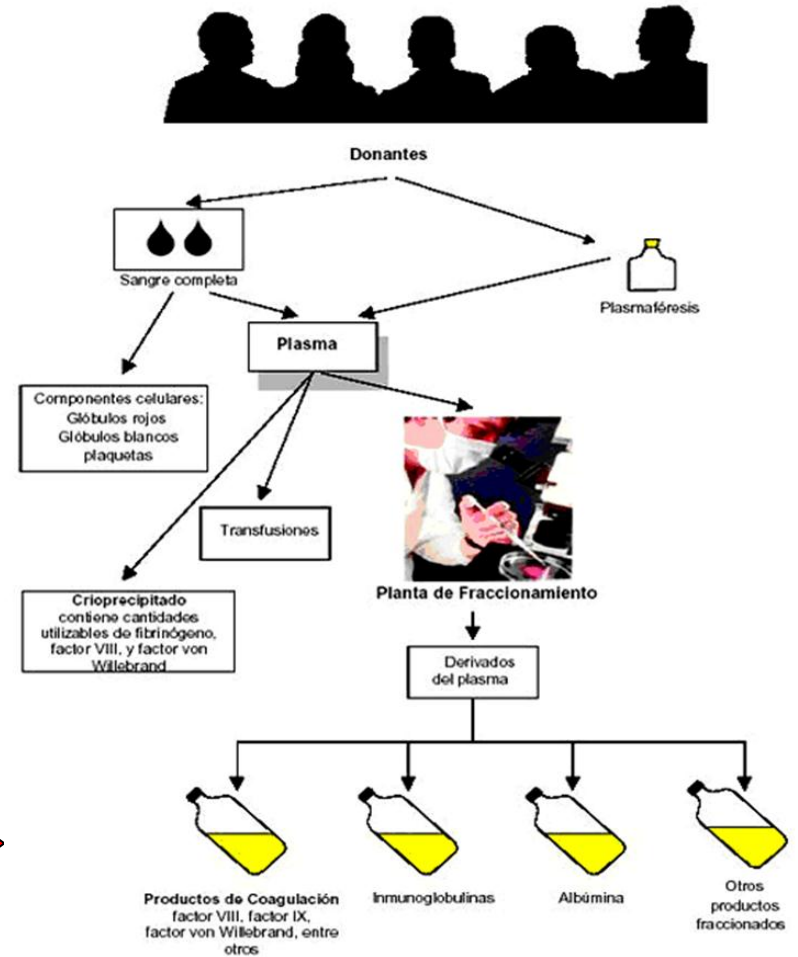 Donantes
Sangre completa
Plasmaféresis
Plasma
Componentes celulares:
Glóbulos rojos
Glóbulos blancos
plaquetas
Transfusiones
Crioprecipitado
contiene cantidades
utilizables de fibrinógeno,
factor VIII, y factor von
Willebrand
Planta de Fraccionamiento
Derivados
del plasma
Productos de Coagulación
factor VIII, factor IX,
factor von Willebrand, entre
otros
Inmunoglobulinas
Albúmina
Otros
productos
fraccionados